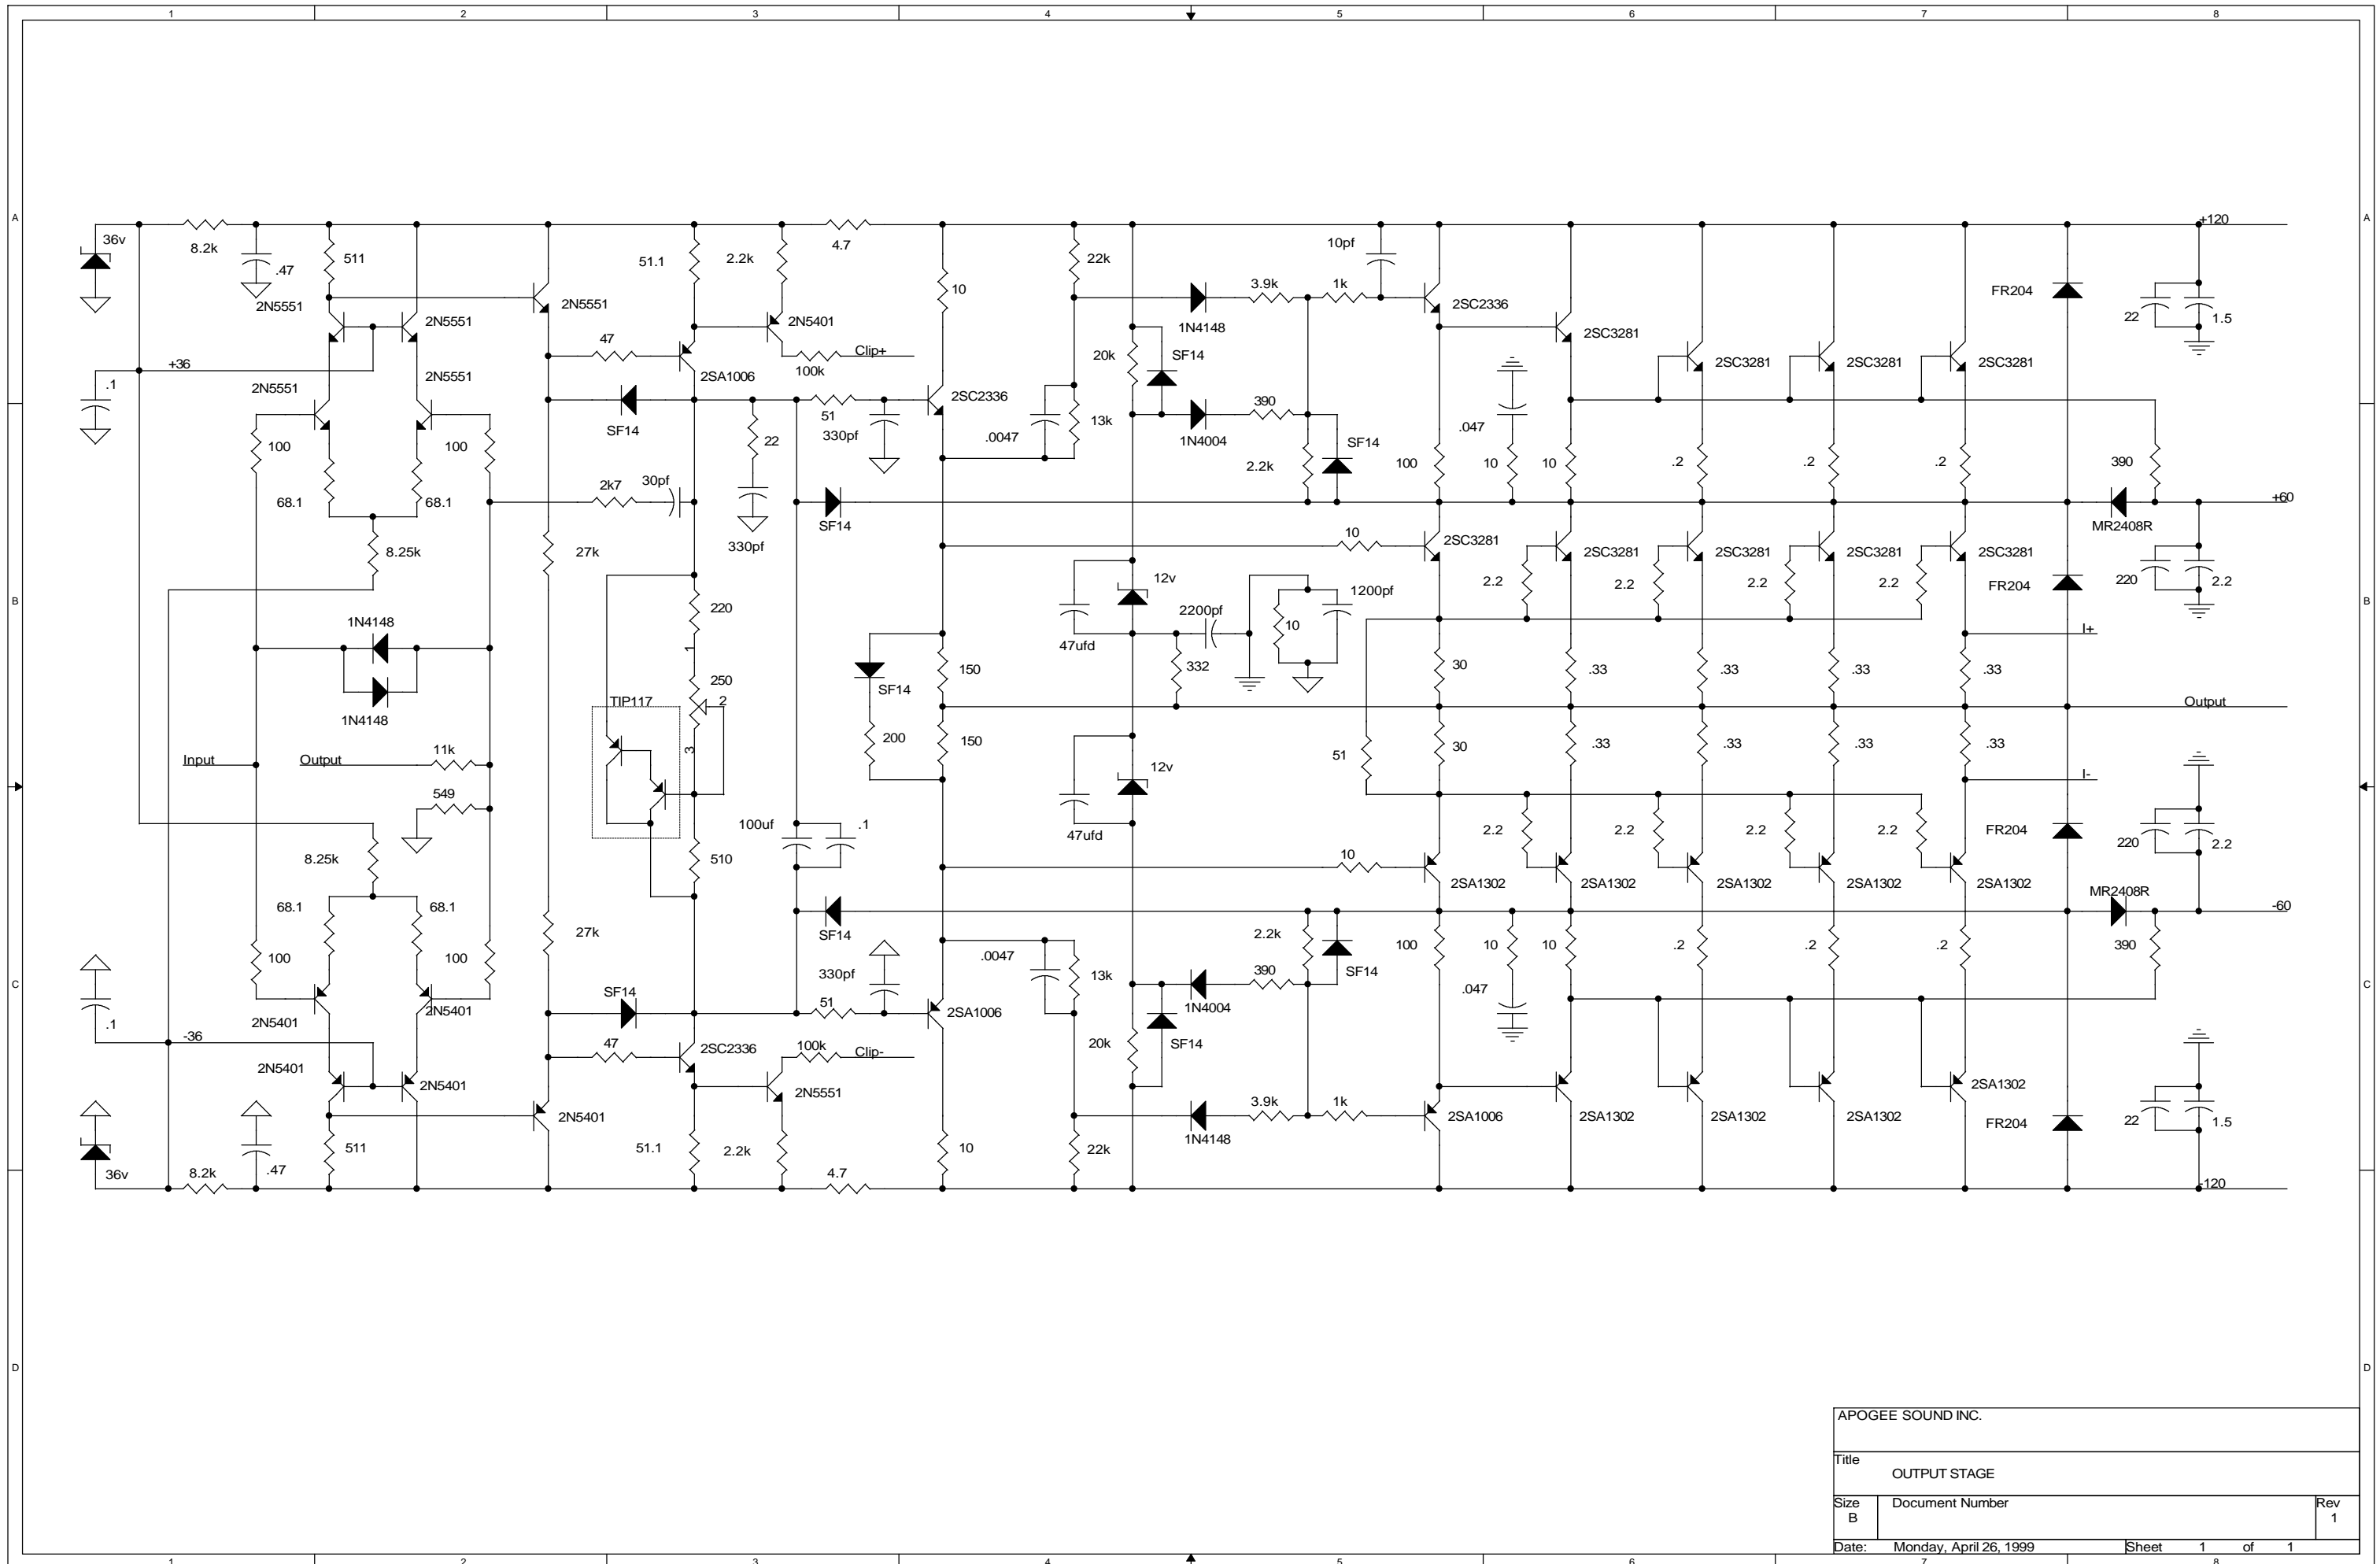 1 2 3 4 5 6 7 8
A A
+120
36v
8.2k
.47
511
51.1
2.2k
4.7
22k
10pf
10
3.9k
1k
FR204
22
1.5
2N5551
2N5551
2N5551
2N5401
1N4148
2SC2336
2SC3281
47
Clip+
100k
20k
SF14
2SC3281
2SC3281
2SC3281
+36
.1
2N5551
2N5551
2SA1006
SF14
51
330pf
2SC2336
.0047
13k
390
1N4004
SF14
.047
100
100
22
2.2k
100
10
10
.2
.2
.2
390
68.1
68.1
2k7
30pf
SF14
+60
MR2408R
330pf
8.25k
27k
10
2SC3281
2SC3281
2SC3281
2SC3281
2SC3281
B B
220
12v
2200pf
1200pf
2.2
2.2
2.2
2.2
FR204
220
2.2
1N4148
1
47ufd
10
I+
1N4148
250
2
TIP117
SF14
150
332
30
.33
.33
.33
.33
Output
Input
Output
11k
3
200
150
12v
51
30
.33
.33
.33
.33
I-
549
100uf
.1
47ufd
2.2
2.2
2.2
2.2
FR204
220
2.2
8.25k
510
10
2SA1302
2SA1302
2SA1302
2SA1302
2SA1302
MR2408R
68.1
68.1
-60
27k
SF14
2.2k
100
10
10
.2
.2
.2
390
100
100
330pf
.0047
13k
390
SF14
C C
SF14
51
2SA1006
1N4004
.047
.1
2N5401
2N5401
-36
47
2SC2336
100k
Clip-
20k
SF14
2N5401
2N5401
2N5551
2SA1302
2N5401
3.9k
1k
2SA1006
2SA1302
2SA1302
2SA1302
FR204
22
1.5
1N4148
36v
8.2k
.47
511
51.1
2.2k
4.7
10
22k
-120
D D
APOGEE SOUND INC.
Title
OUTPUT STAGE
Size
Document Number
Rev
B
1
Date: Monday, April 26, 1999 Sheet 1 of 1
1 2 3 4 5 6 7 8